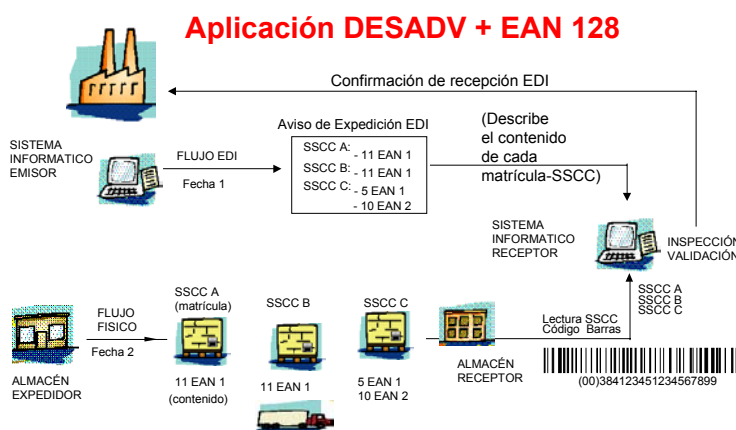 Aplicación DESADV + EAN 128
Confirmación de recepción EDI
SISTEMA
INFORMATICO
EMISOR
FLUJO EDI
Fecha 1
Aviso de Expedición EDI
SSCC A:
- 11 EAN 1
SSCC B:
- 11 EAN 1
SSCC C:
- 5 EAN 1
- 10 EAN 2
(Describe
el contenido
de cada
matrícula-SSCC)
SISTEMA
INFORMATICO
RECEPTOR
INSPECCIÓN
VALIDACIÓN
SSCC A
SSCC B
SSCC C
FLUJO
FISICO
Fecha 2
ALMACÉN
EXPEDIDOR
SSCC A
(matrícula)
11 EAN 1
(contenido)
SSCC B
11 EAN 1
SSCC C
5 EAN 1
10 EAN 2
ALMACÉN
RECEPTOR
Lectura SSCC
Código Barras
(00)384123451234567899